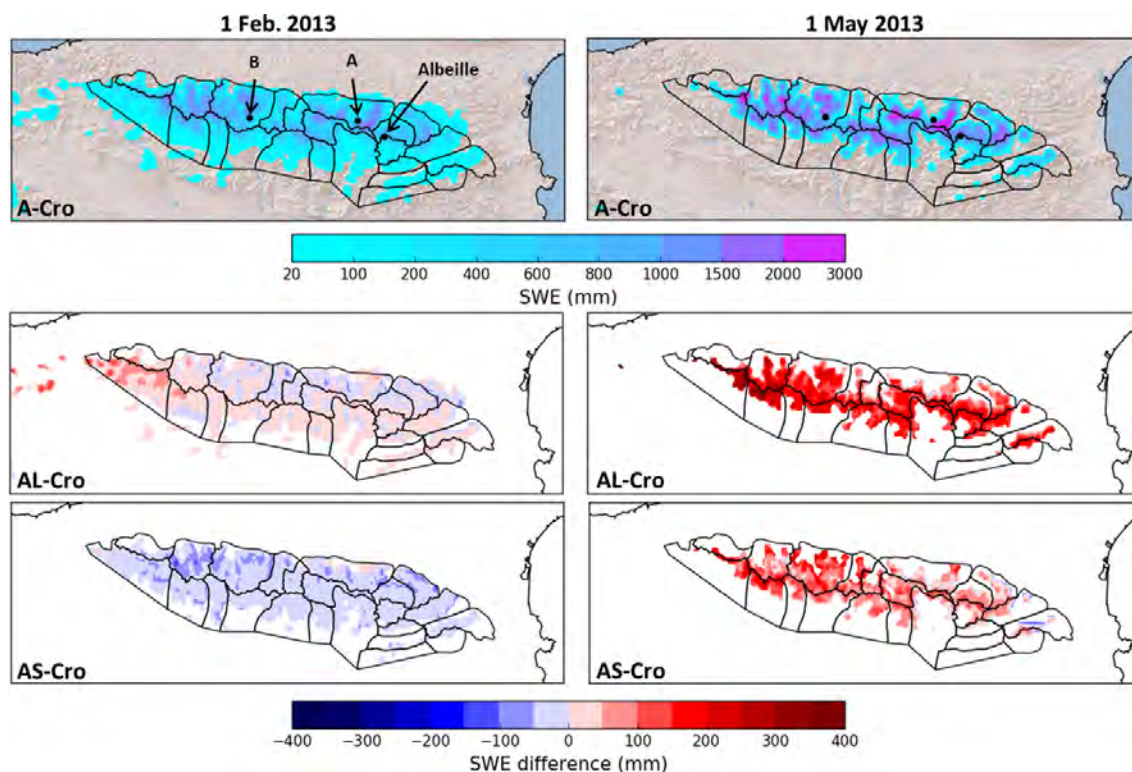 1 Feb. 2013
1 May 2013
B
A
Albeille
A-Cro
A-Cro
20 100 200 400 600 800 1000 1500 2000 3000
SWE (mm)
AL-Cro
AL-Cro
AS-Cro
AS-Cro
−400 −300 −200 −100 0 100 200 300 400
SWE difference (mm)